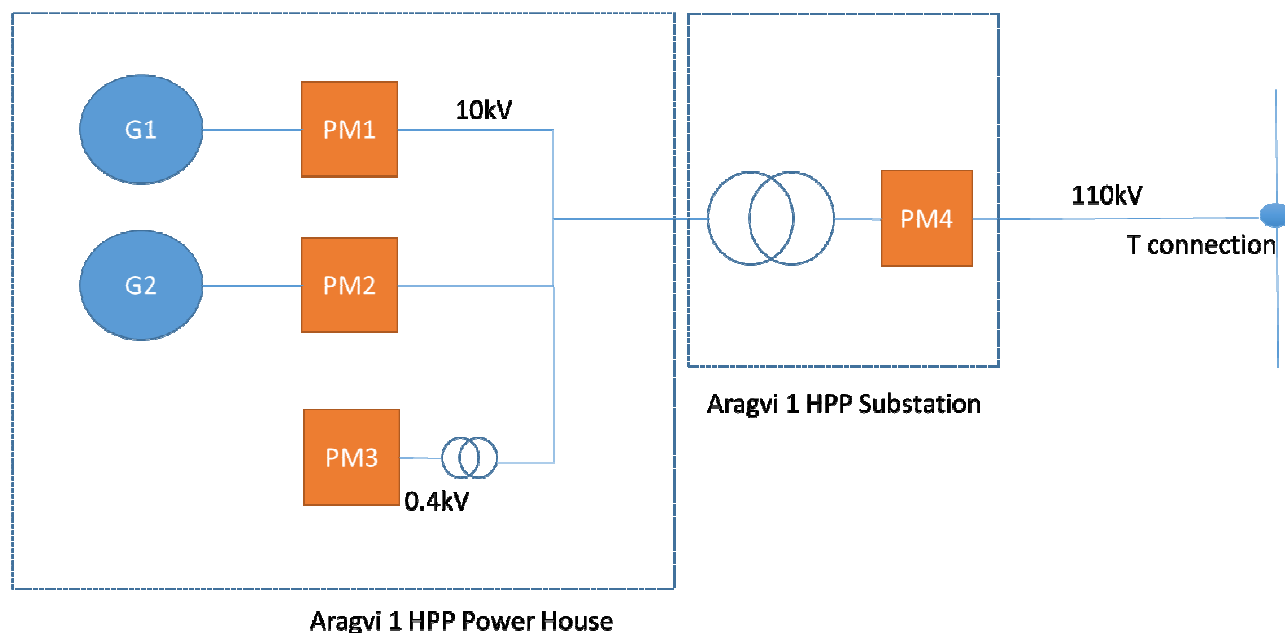 G1
PM1
10kV
G2
PM2
PM3
0.4kV
Aragvi 1 HPP Power House
PM4
Aragvi 1 HPP Substation
110kV
T connection